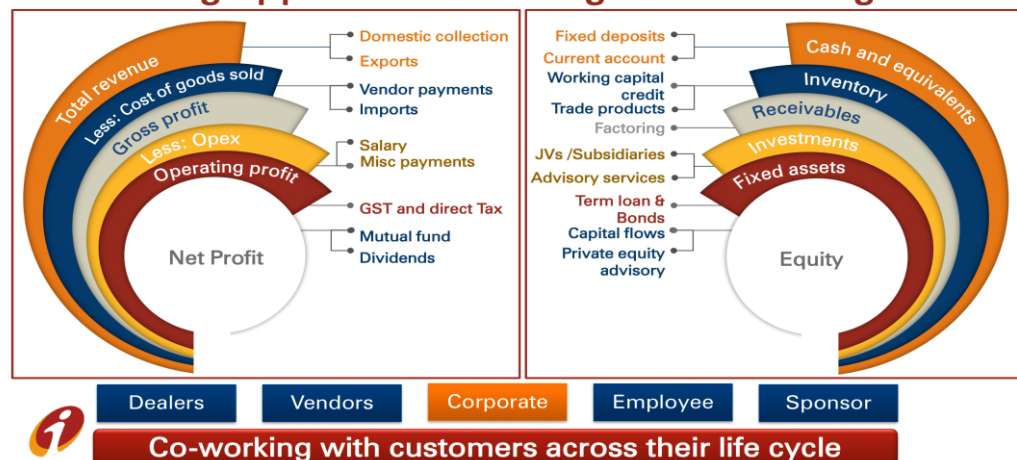 Total revenue
Less: Cost of goods sold
Gross profit
Less: Opex
Operating profit
Net Profit
Domestic collection
Exports
Vendor payments
Imports
Salary
Misc payments
GST and direct Tax
Mutual fund
Dividends
Fixed deposits
Current account
Working capital
credit
Trade products
Factoring
JVs /Subsidiaries
Advisory services
Term loan &
Bonds
Capital flows
Private equity
advisory
Cash and equivalents
Inventory
Receivables
Investments
Fixed assets
Equity
Dealers
Vendors
Corporate
Employee
Sponsor
Co-working with customers across their life cycle